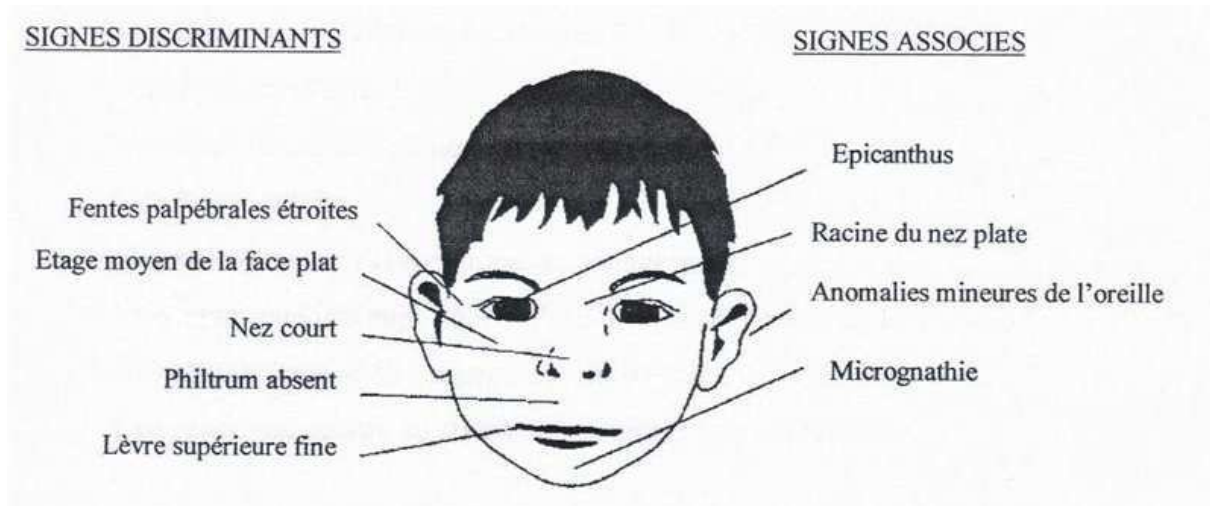 SIGNES DISCRIMINANTS
Fentes palpébrales étroites
Etage moyen de la face plat
Nez court
Philtrum absent
Lèvre supérieure fine
SIGNES ASSOCIES
Epicanthus
Racine du nez plate
Anomalies mineures de l'oreille
Micrognathie